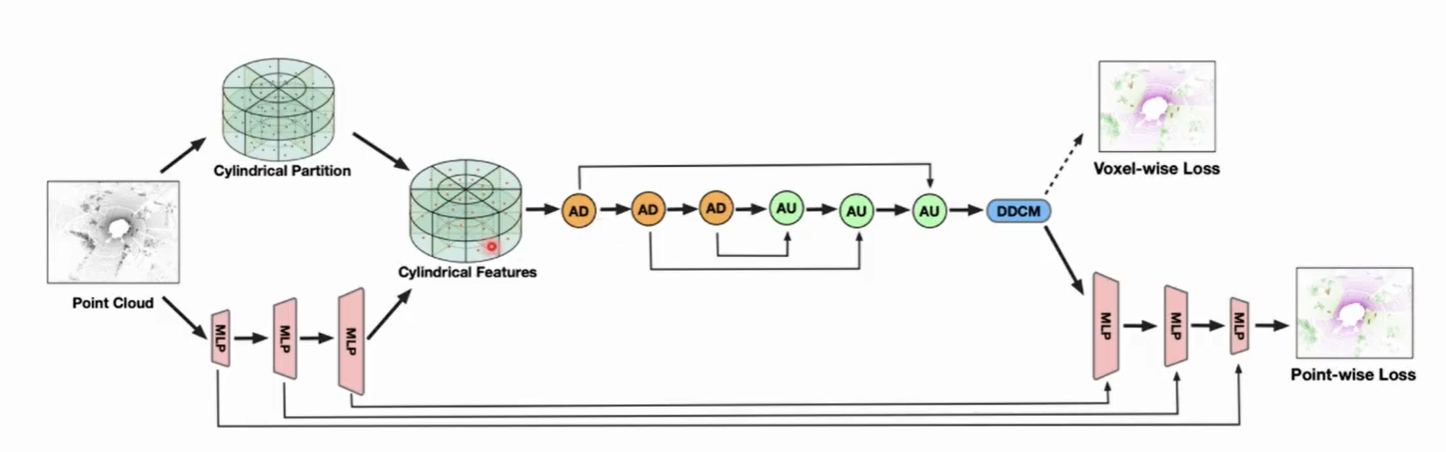 Cylindrical Partition
Voxel-wise Loss
AD
AD
AD
AU
AU
AU
DDCM
Cylindrical Features
Point Cloud
MLP
MLP
MLP
MLP
MLP
MLP
Point-wise Loss